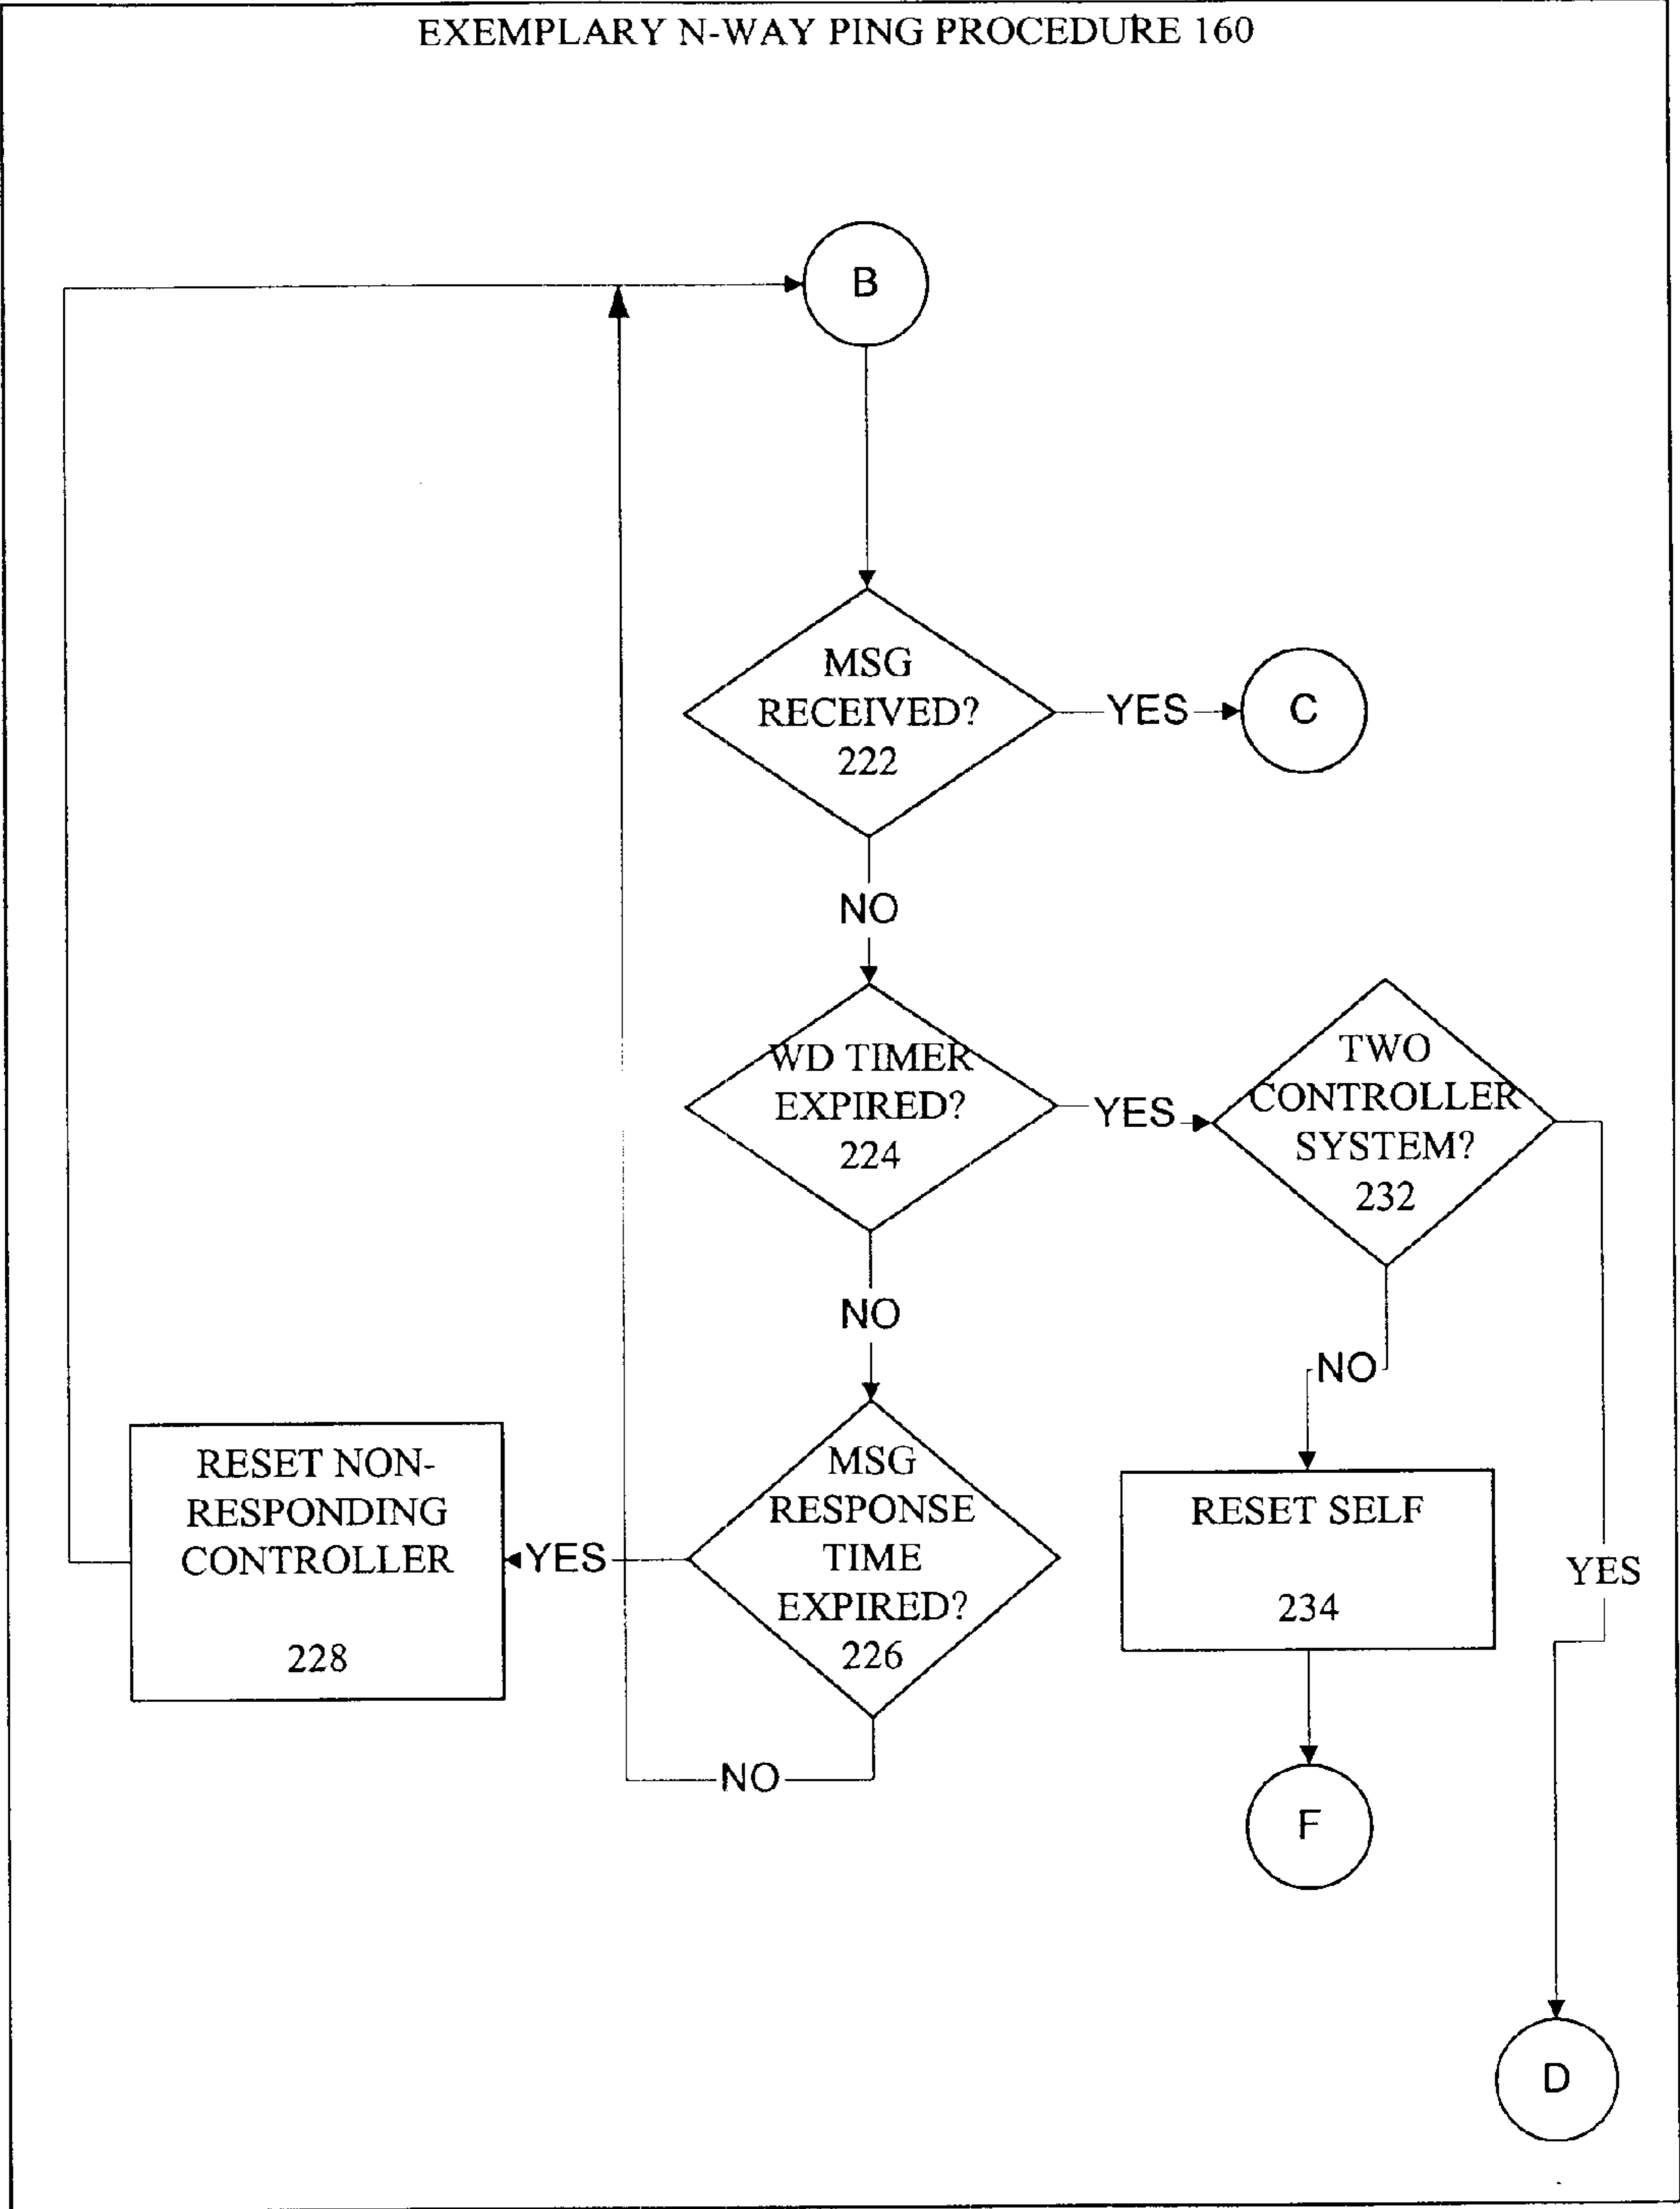 EXEMPLARY N-WAY PING PROCEDURE 160
B
MSG
RECEIVED?
222
YES
C
NO
WD TIMER
EXPIRED?
224
YES
TWO
CONTROLLER
SYSTEM?
232
NO
NO
RESET NON-
RESPONDING
CONTROLLER
228
YES
MSG
RESPONSE
TIME
EXPIRED?
226
RESET SELF
234
YES
NO
F
D